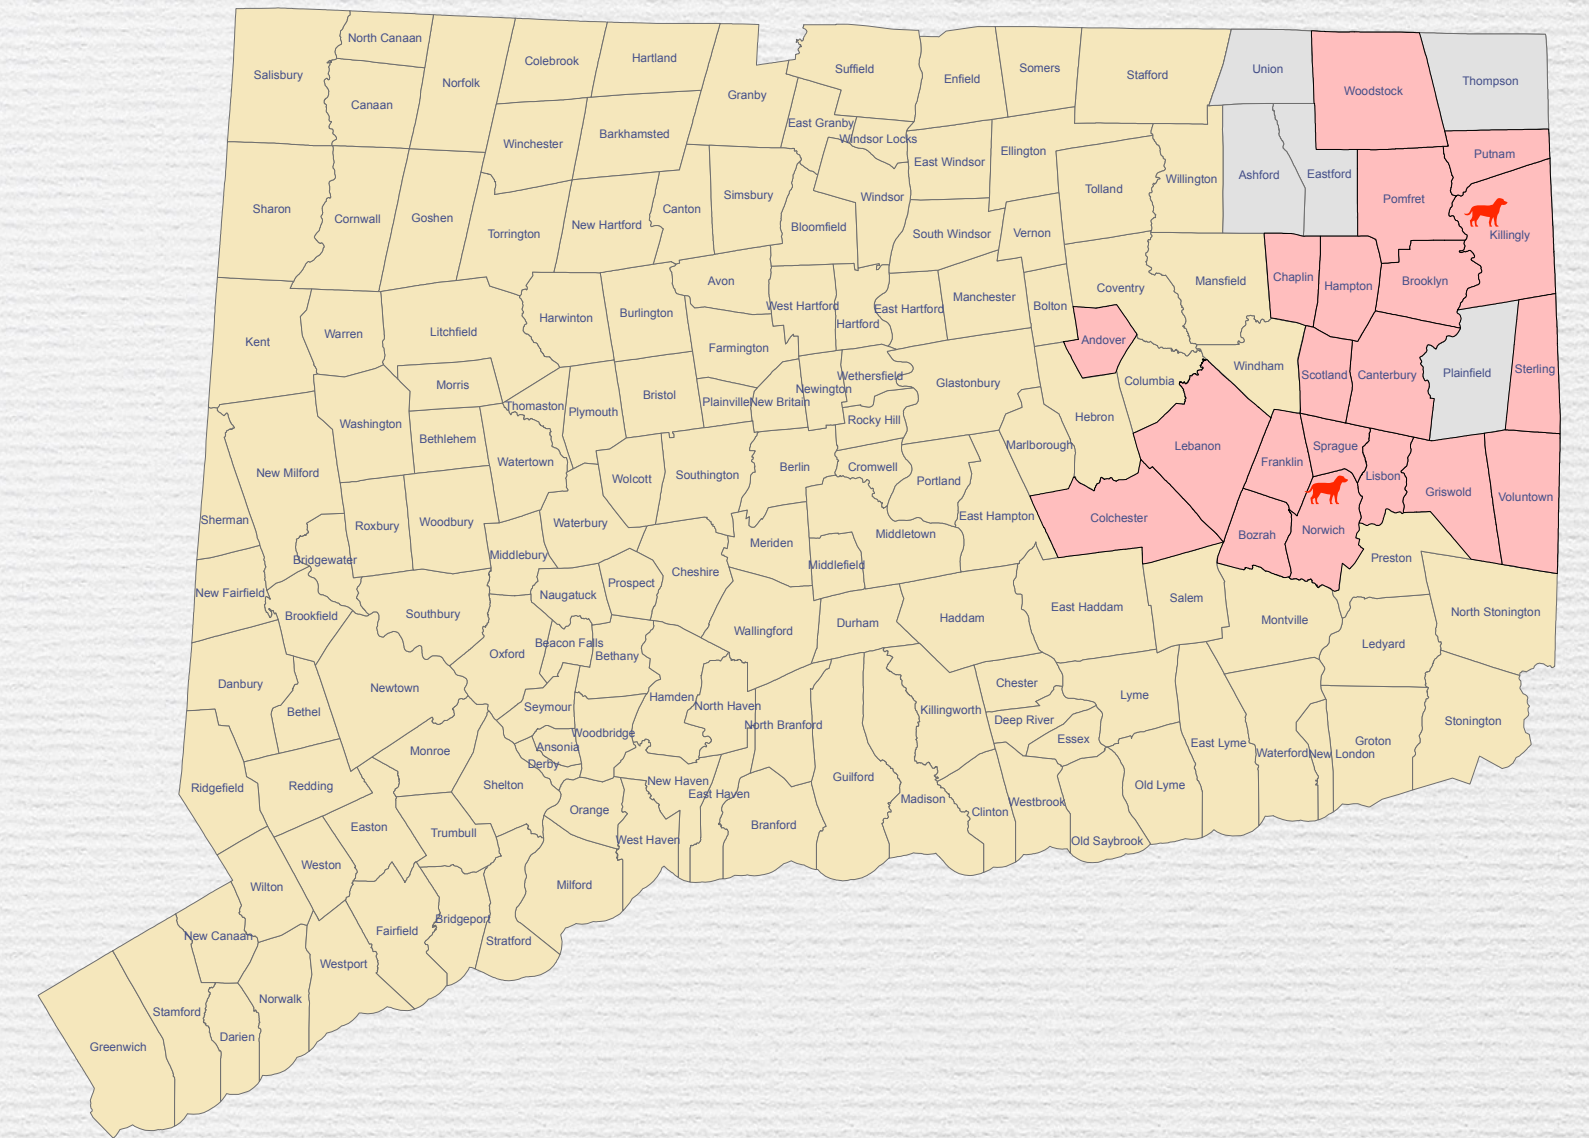 North Canaan
Salisbury
Canaan
Norfolk
Colebrook
Hartland
Granby
Suffield
Enfield
Somers
Stafford
Union
Woodstock
Thompson
East Granby
Windsor Locks
Winchester
Barkhamsted
East Windsor
Ellington
Tolland
Willington
Ashford
Eastford
Pomfret
Putnam
Killingly
Sharon
Cornwall
Goshen
Torrington
New Hartford
Canton
Simsbury
Bloomfield
Windsor
South Windsor
Vernon
Coventry
Mansfield
Chaplin
Hampton
Brooklyn
Avon
West Hartford
Hartford
East Hartford
Manchester
Bolton
Andover
Kent
Warren
Litchfield
Harwinton
Burlington
Farmington
Windham
Scotland
Canterbury
Plainfield
Sterling
Morris
Thomaston
Plymouth
Bristol
Plainville
New Britain
Newington
Wethersfield
Glastonbury
Columbia
Washington
Bethlehem
Watertown
Wolcott
Southington
Berlin
Rocky Hill
Cromwell
Portland
Marlborough
Hebron
Lebanon
Franklin
Sprague
Lisbon
Griswold
Voluntown
New Milford
Sherman
Roxbury
Woodbury
Waterbury
Meriden
Middletown
East Hampton
Colchester
Bozrah
Norwich
Preston
Bridgewater
Middlebury
Naugatuck
Prospect
Cheshire
Middlefield
New Fairfield
Brookfield
Southbury
Oxford
Beacon Falls
Bethany
Wallingford
Durham
Haddam
East Haddam
Salem
Montville
Ledyard
North Stonington
Danbury
Bethel
Newtown
Seymour
Woodbridge
Hamden
North Haven
North Branford
Killingworth
Chester
Deep River
Essex
Lyme
East Lyme
Waterford
New London
Groton
Stonington
Ridgefield
Redding
Monroe
Shelton
Ansonia
Derby
Orange
New Haven
East Haven
Branford
Guilford
Madison
Clinton
Westbrook
Old Saybrook
Old Lyme
Easton
Trumbull
West Haven
Milford
Weston
Wilton
Fairfield
Bridgeport
Stratford
New Canaan
Westport
Norwalk
Stamford
Darien
Greenwich